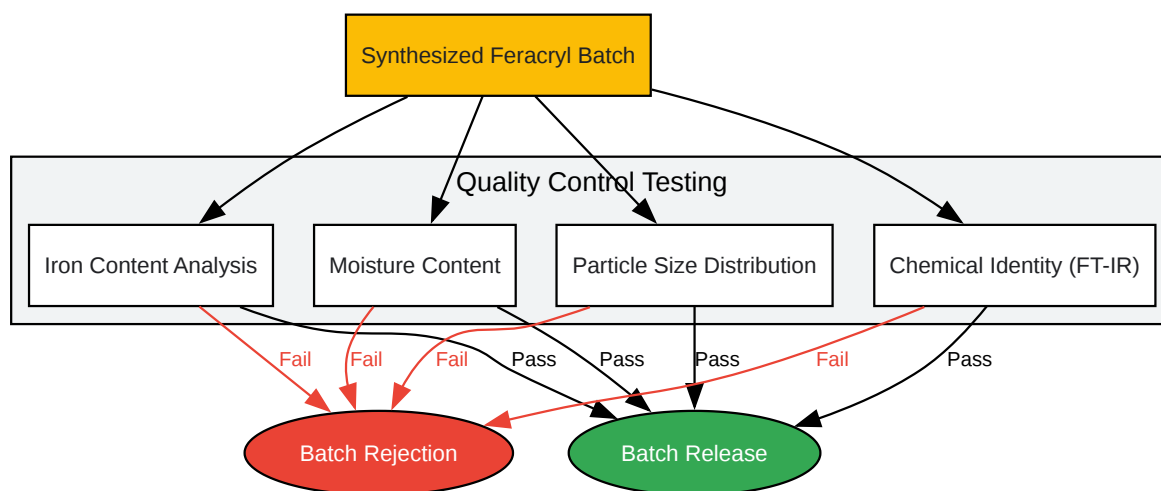 Synthesized Feracryl Batch
Quality Control Testing
Iron Content Analysis
Moisture Content
Particle Size Distribution
Chemical Identity (FT-IR)
Fail
Fail
Fail
Pass
Pass
Pass
Fail
Pass
Batch Rejection
Batch Release